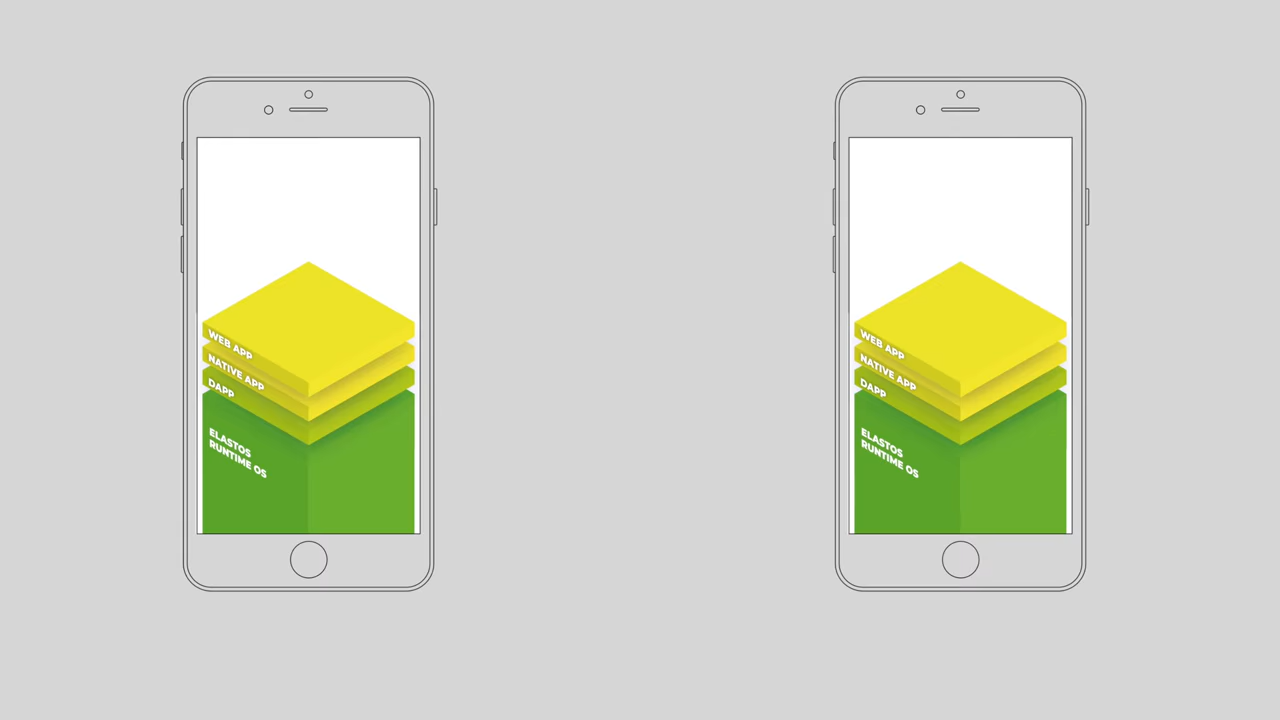 WEB APP
NATIVE APP
DAPP
ELASTOS
RUNTIME OS
WEB APP
NATIVE APP
DAPP
ELASTOS
RUNTIME OS